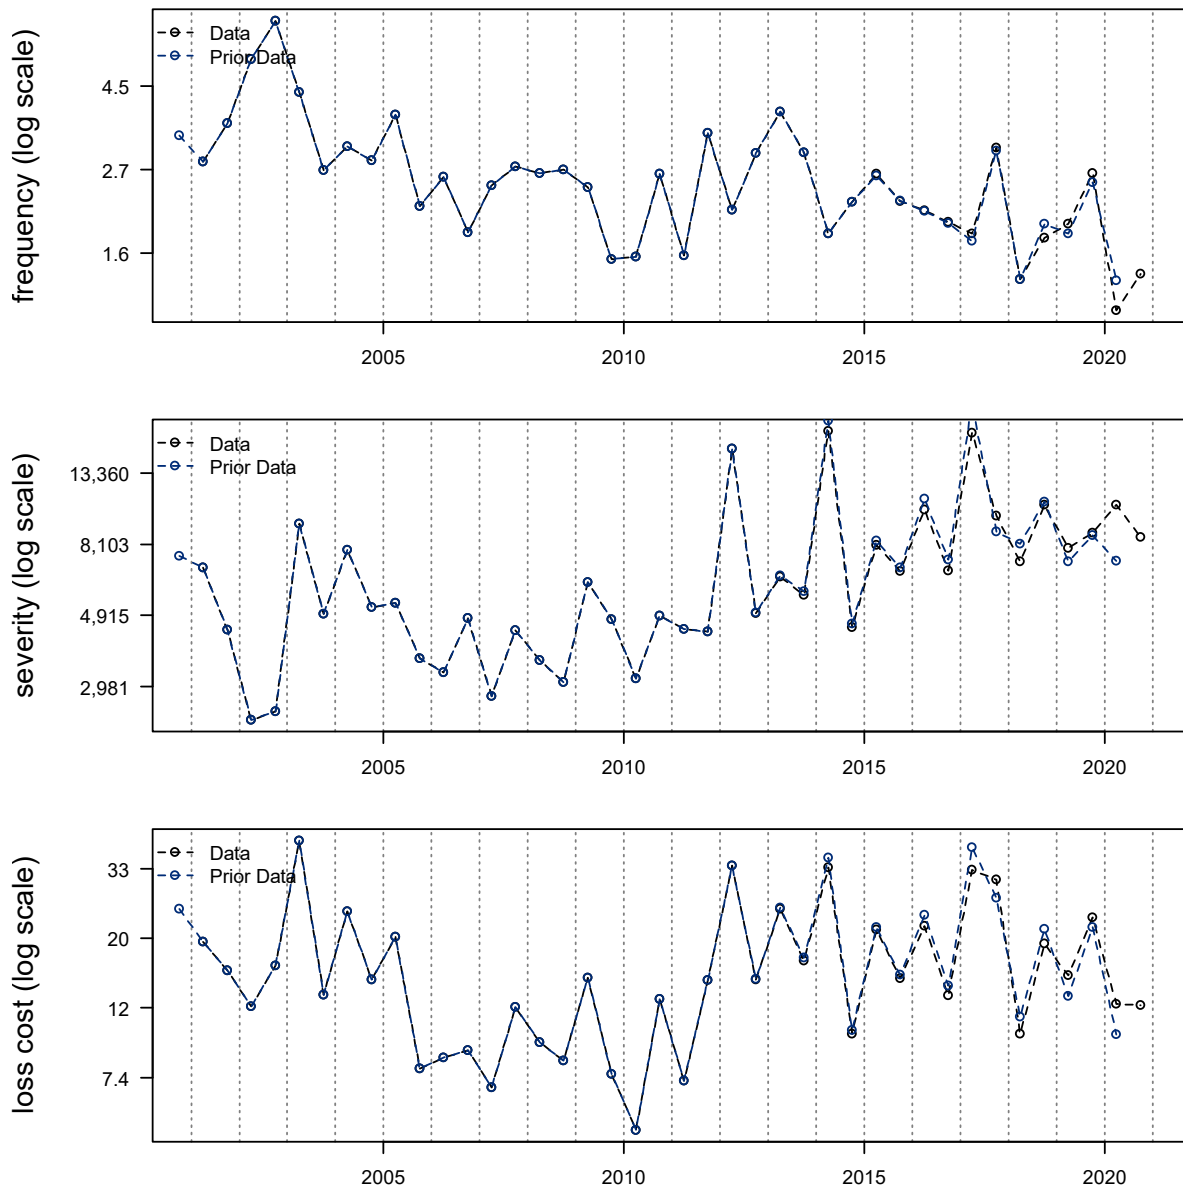 frequency (log scale)
Data
Prior Data
4.5
2.7
1.6
2005 2010 2015 2020
severity (log scale)
Data
Prior Data
13,360
8,103
4,915
2,981
2005 2010 2015 2020
loss cost (log scale)
Data
Prior Data
33
20
12
7.4
2005 2010 2015 2020